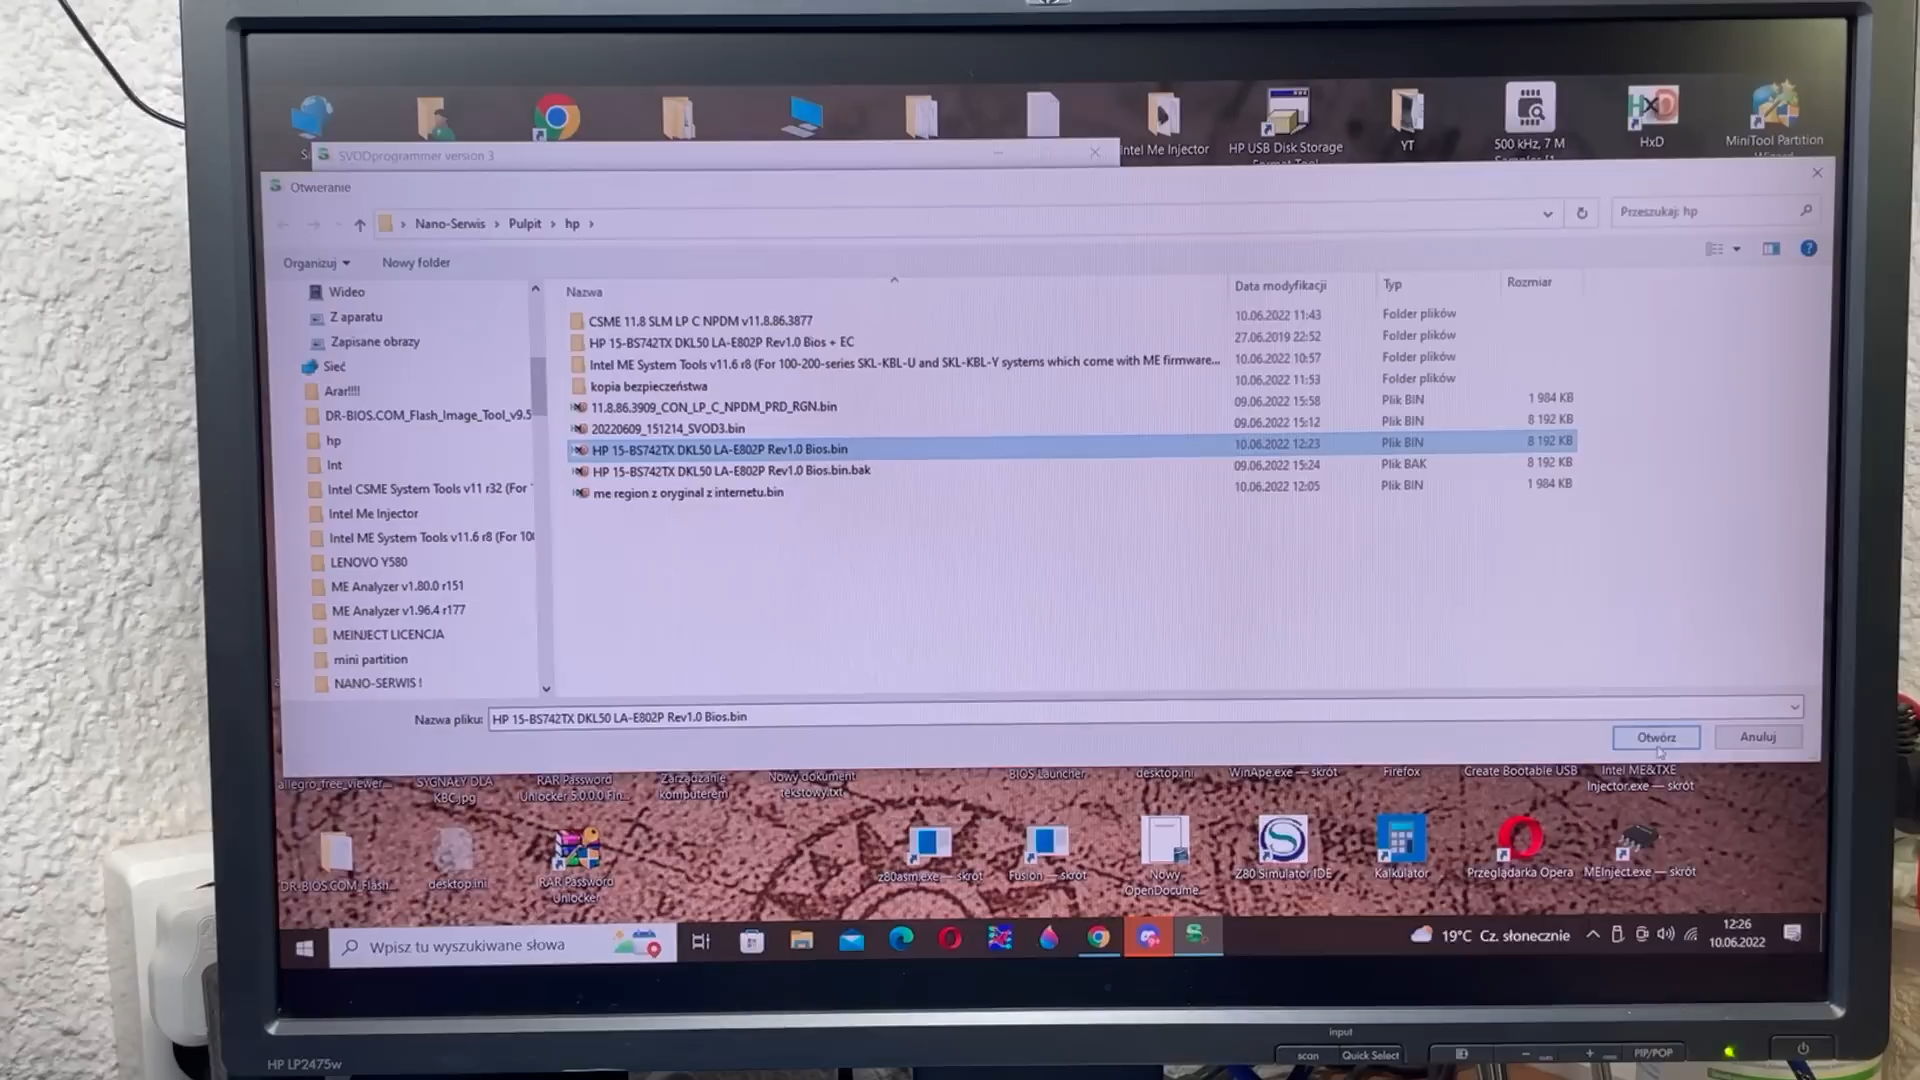 Intel Me Injector
HP USB Disk Storage
YT
500 kHz, 7 M
HxD
MiniTool Partition
SVODprogrammer version 3
Otwieranie
Nano-Serwis > Pulpit > hp >
Przeszukaj: hp
Organizuj
Nowy folder
Nazwa
Data modyfikacji
Typ
Rozmiar
Wideo
Z aparatu
Zapisane obrazy
Sieć
Arar!!!!
DR-BIOS.COM_Flash_Image_Tool_v9.5
hp
Int
Intel CSME System Tools v11 r32 (For
Intel Me Injector
Intel ME System Tools v11.6 r8 (For 10
LENOVO Y580
ME Analyzer v1.80.0 r151
ME Analyzer v1.96.4 r177
MEINJECT LICENCJA
mini partition
NANO-SERWIS !
CSME 11.8 SLM LP C NPDM v11.8.86.3877 10.06.2022 11:43 Folder plików
HP 15-BS742TX DKL50 LA-E802P Rev1.0 Bios + EC 27.06.2019 22:52 Folder plików
Intel ME System Tools v11.6 r8 (For 100-200-series SKL-KBL-U and SKL-KBL-Y systems which come with ME firmware... 10.06.2022 10:57 Folder plików
kopia bezpieczeństwa 10.06.2022 11:53 Folder plików
11.8.86.3909_CON_LP_C_NPDM_PRD_RGN.bin 09.06.2022 15:58 Plik BIN 1 984 KB
20220609_151214_SVOD3.bin 09.06.2022 15:12 Plik BIN 8 192 KB
HP 15-BS742TX DKL50 LA-E802P Rev1.0 Bios.bin 10.06.2022 12:23 Plik BIN 8 192 KB
HP 15-BS742TX DKL50 LA-E802P Rev1.0 Bios.bin.bak 09.06.2022 15:24 Plik BAK 8 192 KB
me region z oryginal z internetu.bin 10.06.2022 12:05 Plik BIN 1 984 KB
Nazwa pliku: HP 15-BS742TX DKL50 LA-E802P Rev1.0 Bios.bin
Otwórz
Anuluj
allegro_free_viewer...
SYGNAŁY DLA
KBC.jpg
RAR Password
Unlocker 5.0.0.0 Fin...
Zarządzanie
komputerem
Nowy dokument
tekstowy.txt
BIOS Launcher
desktop.ini
WinApe.exe — skrót
Firefox
Create Bootable USB
Intel ME&TXE
Injector.exe — skrót
DR-BIOS.COM_Flash...
desktop.ini
RAR Password
Unlocker
z80asm.exe — skrót
Fusion — skrót
Nowy
OpenDocume...
Z80 Simulator IDE
Kalkulator
Przeglądarka Opera
MEInject.exe — skrót
Wpisz tu wyszukiwane słowa
19°C Cz. słonecznie
12:26
10.06.2022
HP LP2475w
input
scan
Quick Select
PIP/POP